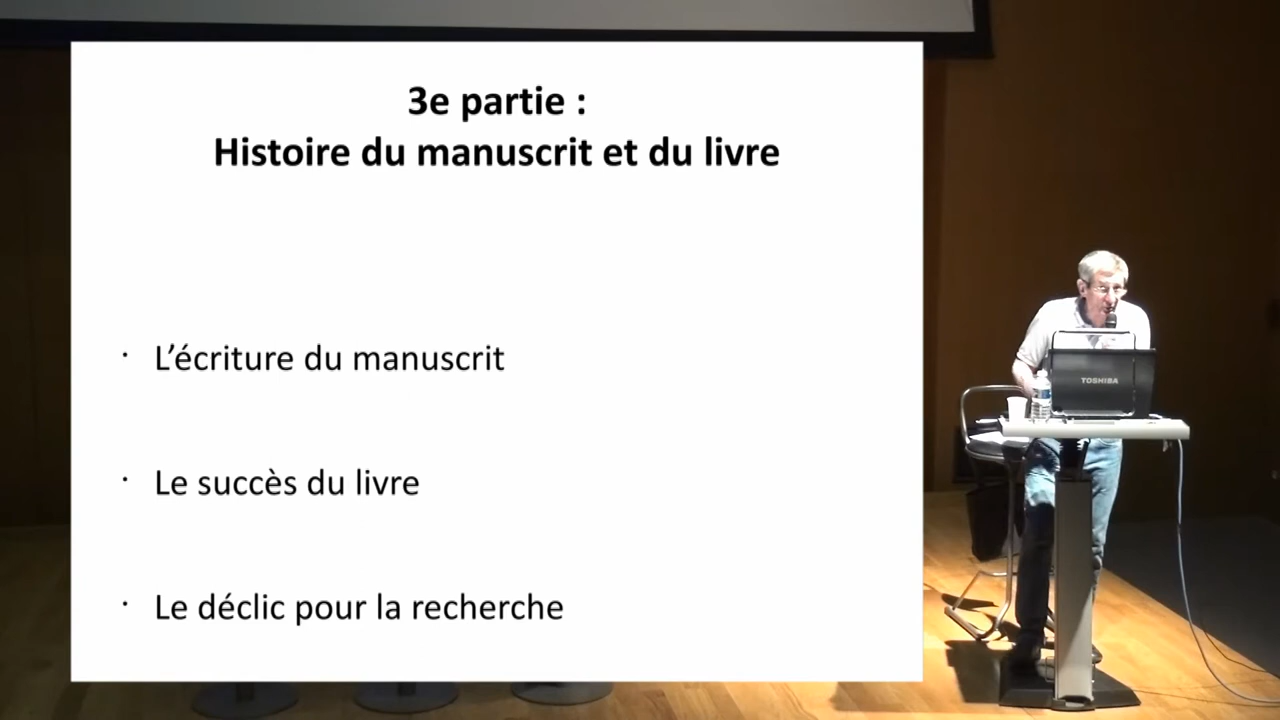 3e partie :
Histoire du manuscrit et du livre
· L’écriture du manuscrit
· Le succès du livre
· Le déclic pour la recherche
TOSHIBA